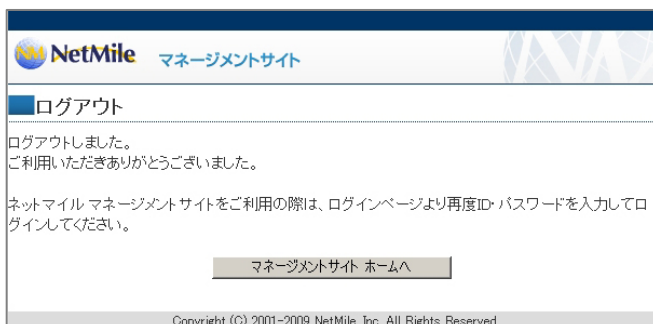 NM NetMile マネージメントサイト
ログアウト
ログアウトしました。
ご利用いただきありがとうございました。
ネットマイル マネージメントサイトをご利用の際は、ログインページより再度ID・パスワードを入力してロ
グインしてください。
マネージメントサイト ホームへ
Copyright (C) 2001-2009 NetMile, Inc. All Rights Reserved.